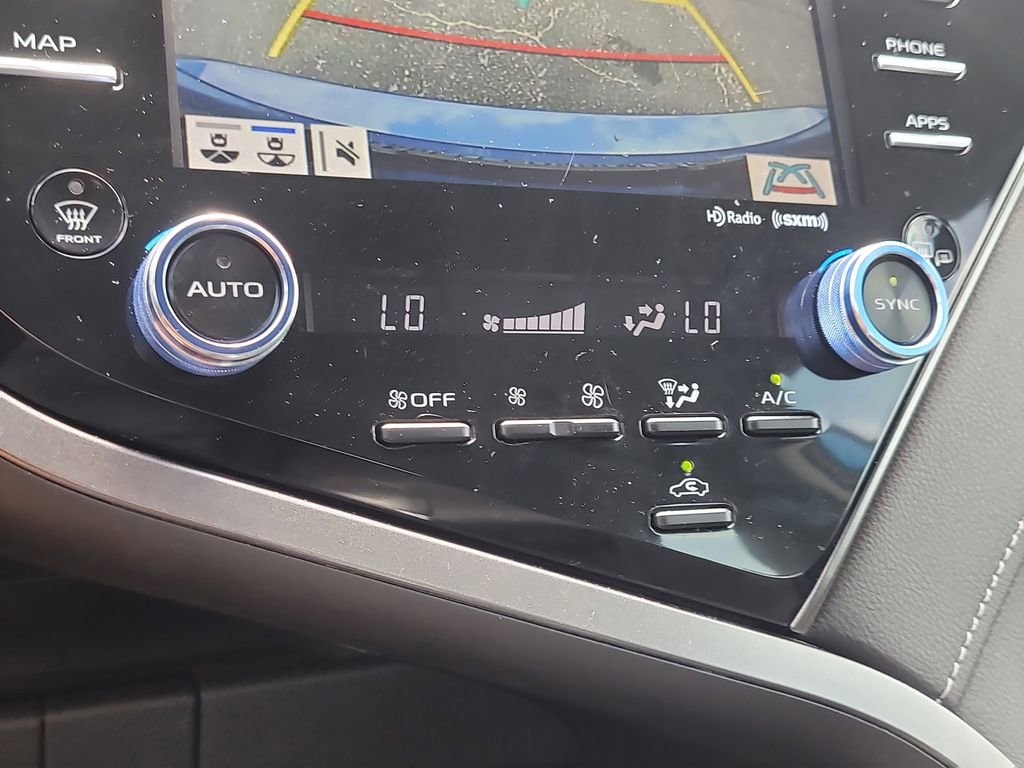 MAP
PHONE
APPS
HD Radio
((sxm))
FRONT
AUTO
LO
LO
SYNC
OFF
A/C